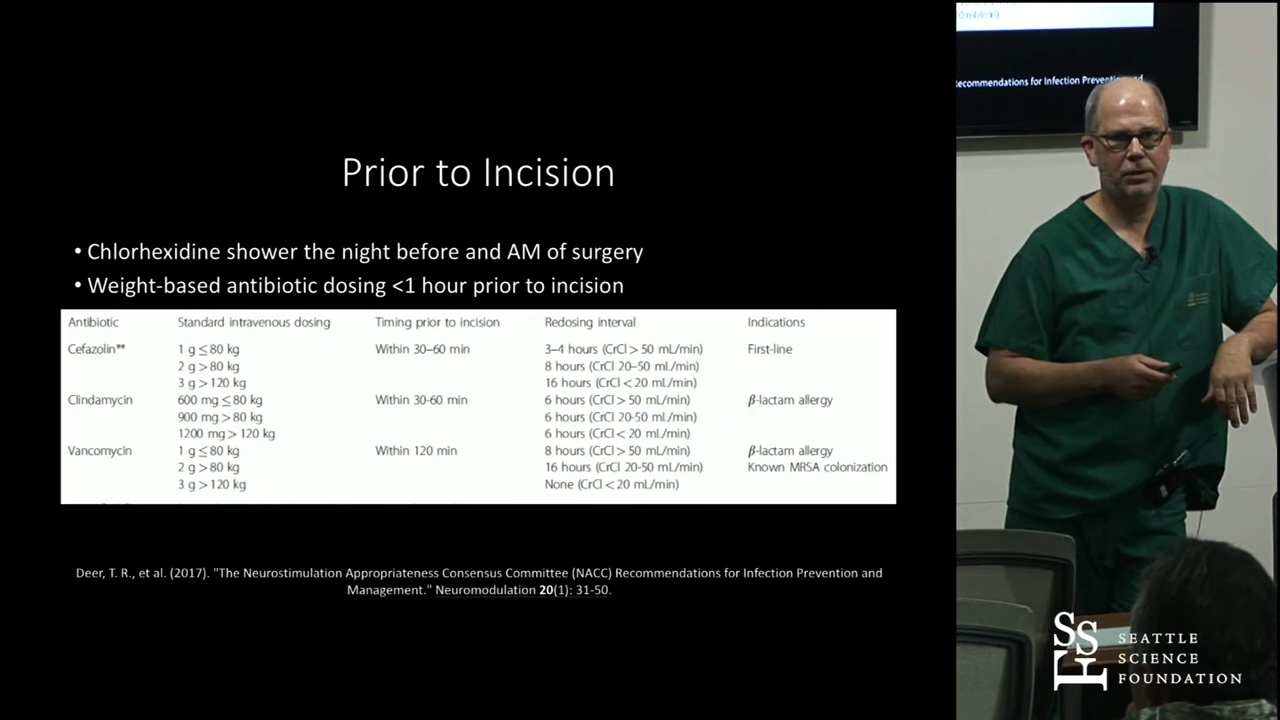 Prior to Incision
• Chlorhexidine shower the night before and AM of surgery
• Weight-based antibiotic dosing <1 hour prior to incision
Antibiotic Standard intravenous dosing Timing prior to incision Redosing interval Indications
Cefazolin** 1 g ≤ 80 kg Within 30–60 min 3–4 hours (CrCl > 50 mL/min) First-line
2 g > 80 kg 8 hours (CrCl 20–50 mL/min)
3 g > 120 kg 16 hours (CrCl < 20 mL/min)
Clindamycin 600 mg ≤ 80 kg Within 30-60 min 6 hours (CrCl > 50 mL/min) β-lactam allergy
900 mg > 80 kg 6 hours (CrCl 20-50 mL/min)
1200 mg > 120 kg 6 hours (CrCl < 20 mL/min)
Vancomycin 1 g ≤ 80 kg Within 120 min 8 hours (CrCl > 50 mL/min) β-lactam allergy
2 g > 80 kg 16 hours (CrCl 20-50 mL/min) Known MRSA colonization
3 g > 120 kg None (CrCl < 20 mL/min)
Deer, T. R., et al. (2017). "The Neurostimulation Appropriateness Consensus Committee (NACC) Recommendations for Infection Prevention and
Management." Neuromodulation 20(1): 31-50.
ecommendations for Infection Prevention and
SSF
SEATTLE
SCIENCE
FOUNDATION